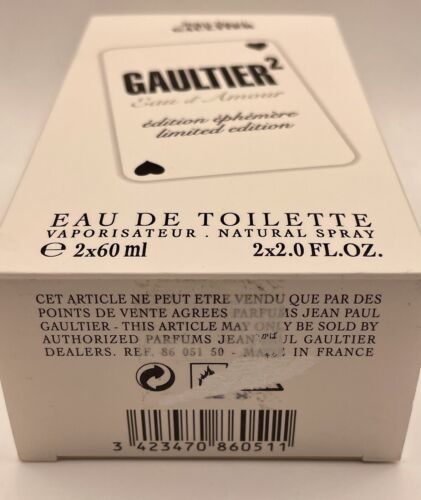 GAULTIER²
Eau d'Amour
édition éphémère
limited edition
EAU DE TOILETTE
VAPORISATEUR . NATURAL SPRAY
℮ 2x60 ml 2x2.0 FL.OZ.
CET ARTICLE NE PEUT ETRE VENDU QUE PAR DES
POINTS DE VENTE AGREES PARFUMS JEAN PAUL
GAULTIER - THIS ARTICLE MAY ONLY BE SOLD BY
AUTHORIZED PARFUMS JEAN PAUL GAULTIER
DEALERS. REF. 86 051 50 - MADE IN FRANCE
3 423470 860511